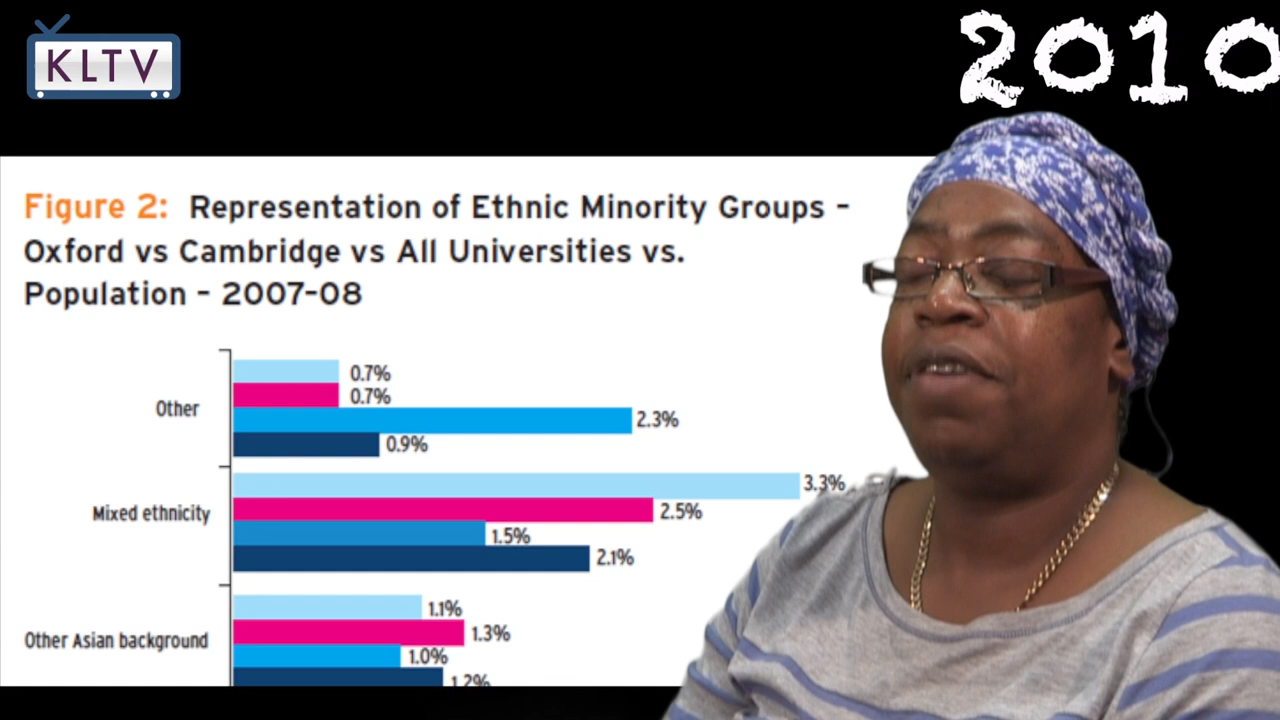 KLTV
2010
Figure 2: Representation of Ethnic Minority Groups –
Oxford vs Cambridge vs All Universities vs.
Population – 2007–08
Other
0.7%
0.7%
2.3%
0.9%
Mixed ethnicity
3.3%
2.5%
1.5%
2.1%
Other Asian background
1.1%
1.3%
1.0%
1.2%